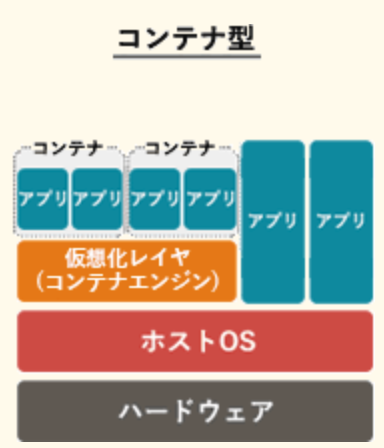 コンテナ型
コンテナ コンテナ
アプリ アプリ アプリ アプリ アプリ アプリ
仮想化レイヤ
(コンテナエンジン)
ホストOS
ハードウェア